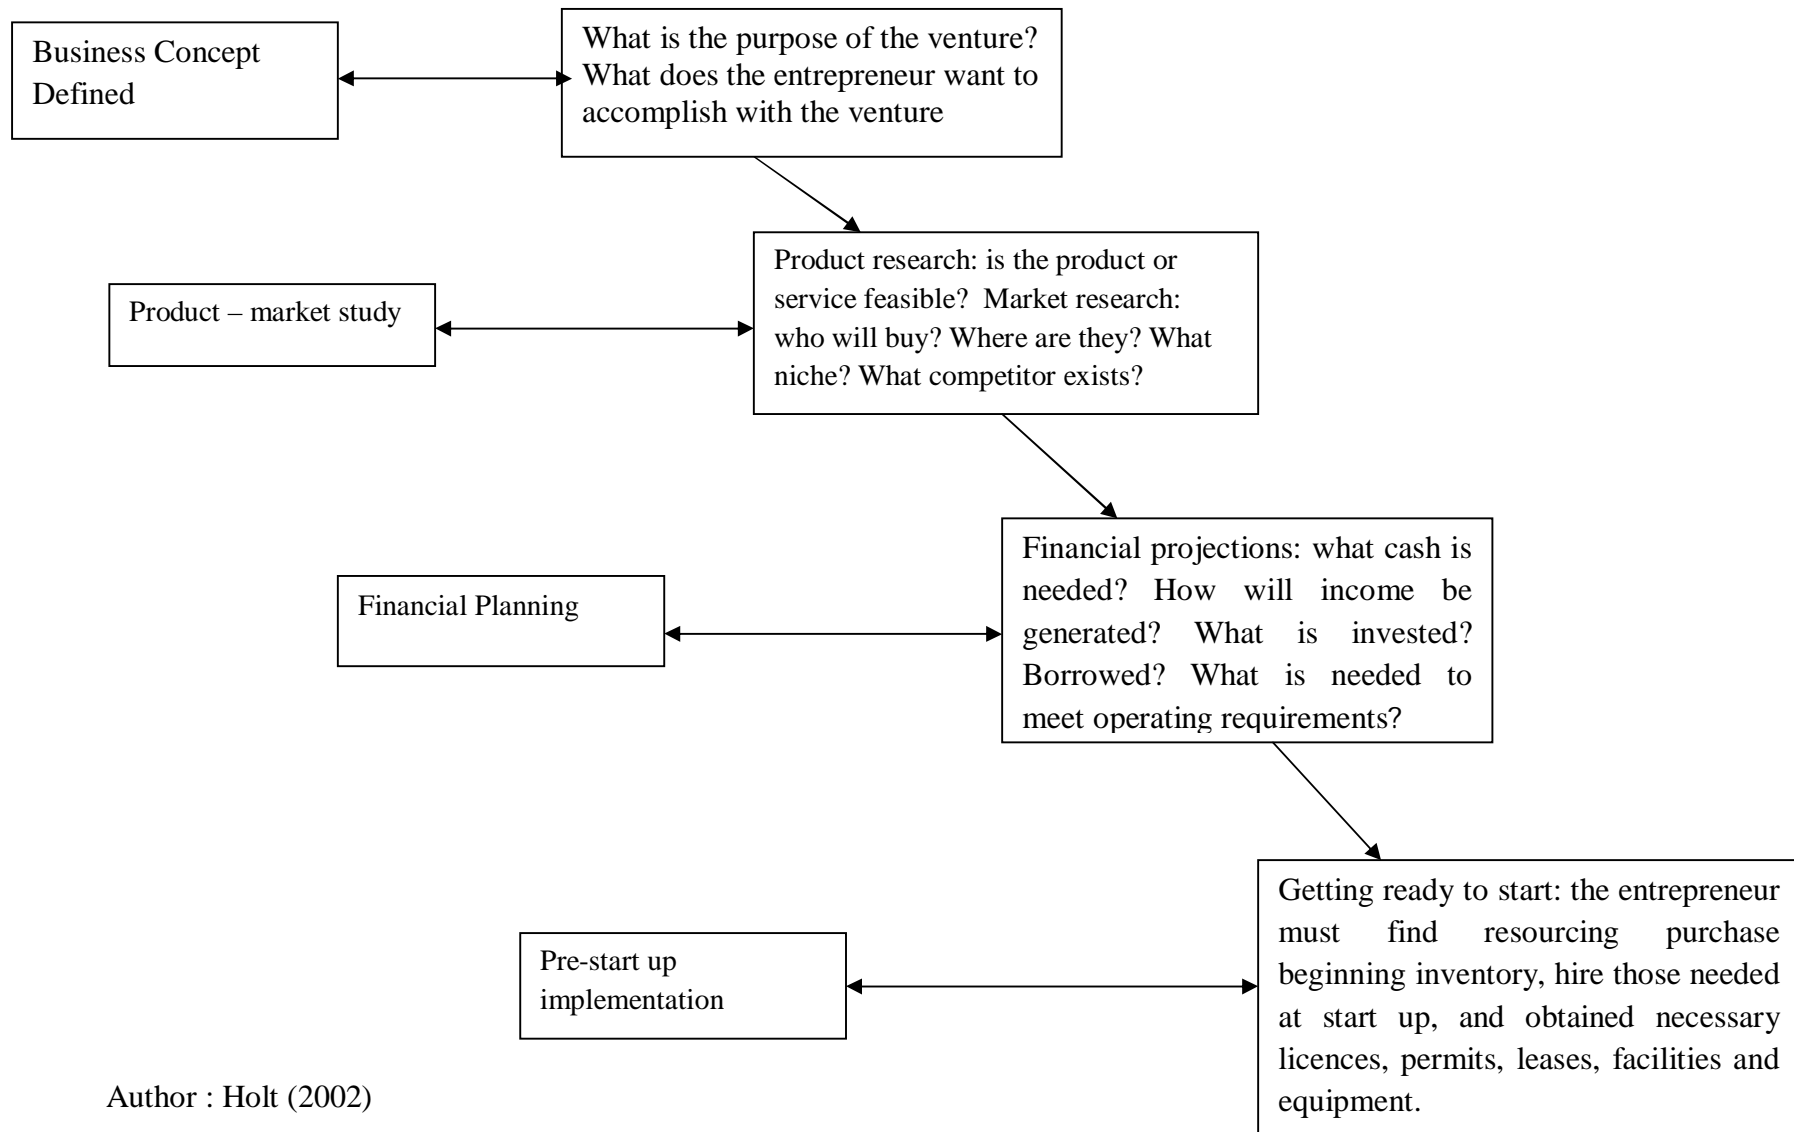 Business Concept
Defined
What is the purpose of the venture?
What does the entrepreneur want to
accomplish with the venture
Product – market study
Product research: is the product or
service feasible?  Market research:
who will buy? Where are they? What
niche? What competitor exists?
Financial Planning
Financial projections: what cash is
needed? How will income be
generated? What is invested?
Borrowed? What is needed to
meet operating requirements?
Pre-start up
implementation
Getting ready to start: the entrepreneur
must find resourcing purchase
beginning inventory, hire those needed
at start up, and obtained necessary
licences, permits, leases, facilities and
equipment.
Author : Holt (2002)